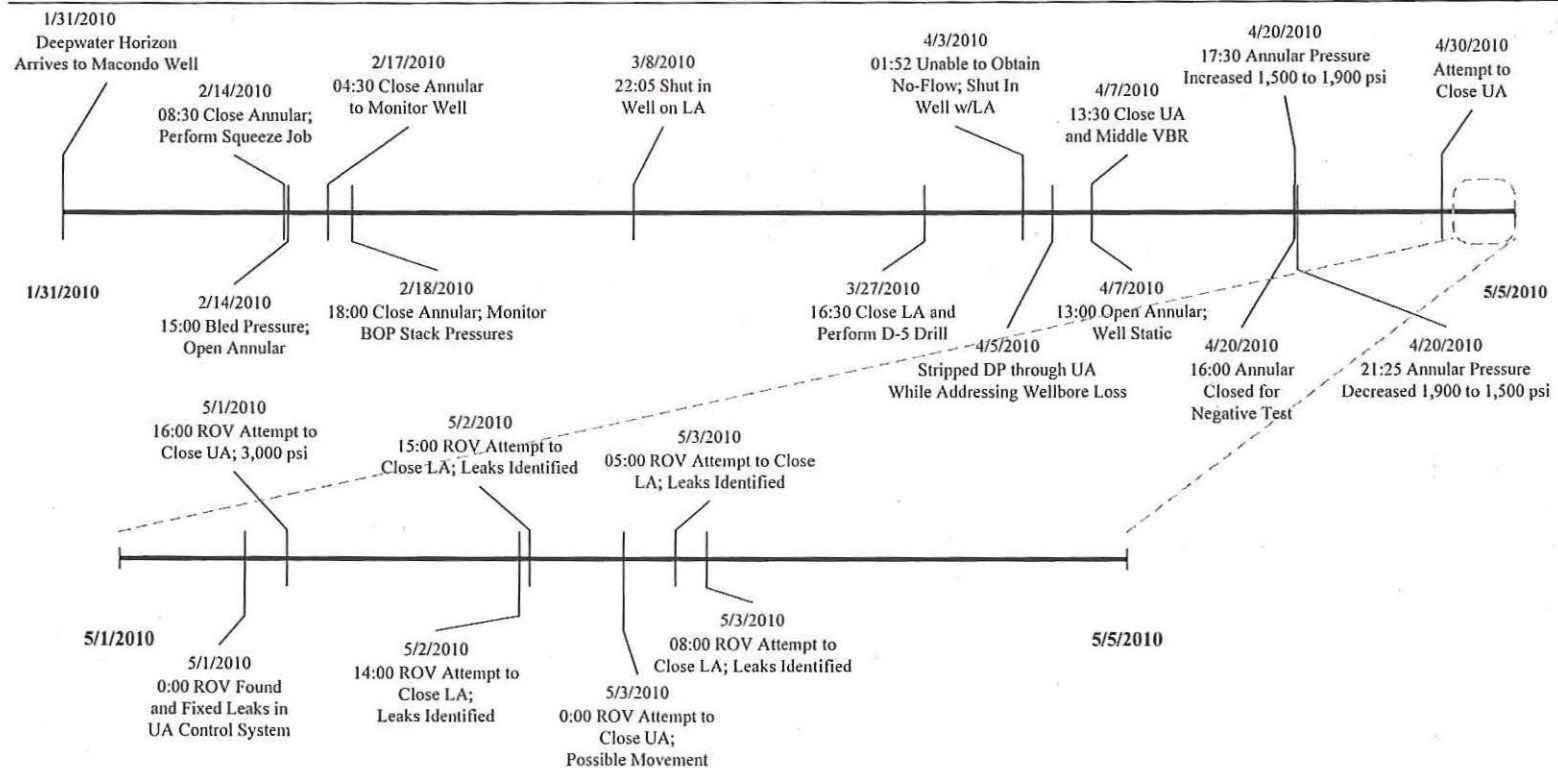 1/31/2010
Deepwater Horizon
Arrives to Macondo Well
2/14/2010
08:30 Close Annular;
Perform Squeeze Job
2/17/2010
04:30 Close Annular
to Monitor Well
3/8/2010
22:05 Shut in
Well on LA
4/3/2010
01:52 Unable to Obtain
No-Flow; Shut In
Well w/LA
4/7/2010
13:30 Close UA
and Middle VBR
4/20/2010
17:30 Annular Pressure
Increased 1,500 to 1,900 psi
4/30/2010
Attempt to
Close UA
1/31/2010
2/14/2010
15:00 Bled Pressure;
Open Annular
2/18/2010
18:00 Close Annular; Monitor
BOP Stack Pressures
3/27/2010
16:30 Close LA and
Perform D-5 Drill
4/5/2010
Stripped DP through UA
While Addressing Wellbore Loss
4/7/2010
13:00 Open Annular;
Well Static
4/20/2010
16:00 Annular
Closed for
Negative Test
4/20/2010
21:25 Annular Pressure
Decreased 1,900 to 1,500 psi
5/5/2010
5/1/2010
16:00 ROV Attempt to
Close UA; 3,000 psi
5/2/2010
15:00 ROV Attempt to
Close LA; Leaks Identified
5/3/2010
05:00 ROV Attempt to Close
LA; Leaks Identified
5/1/2010
5/1/2010
0:00 ROV Found
and Fixed Leaks in
UA Control System
5/2/2010
14:00 ROV Attempt to
Close LA;
Leaks Identified
5/3/2010
0:00 ROV Attempt to
Close UA;
Possible Movement
5/3/2010
08:00 ROV Attempt to
Close LA; Leaks Identified
5/5/2010